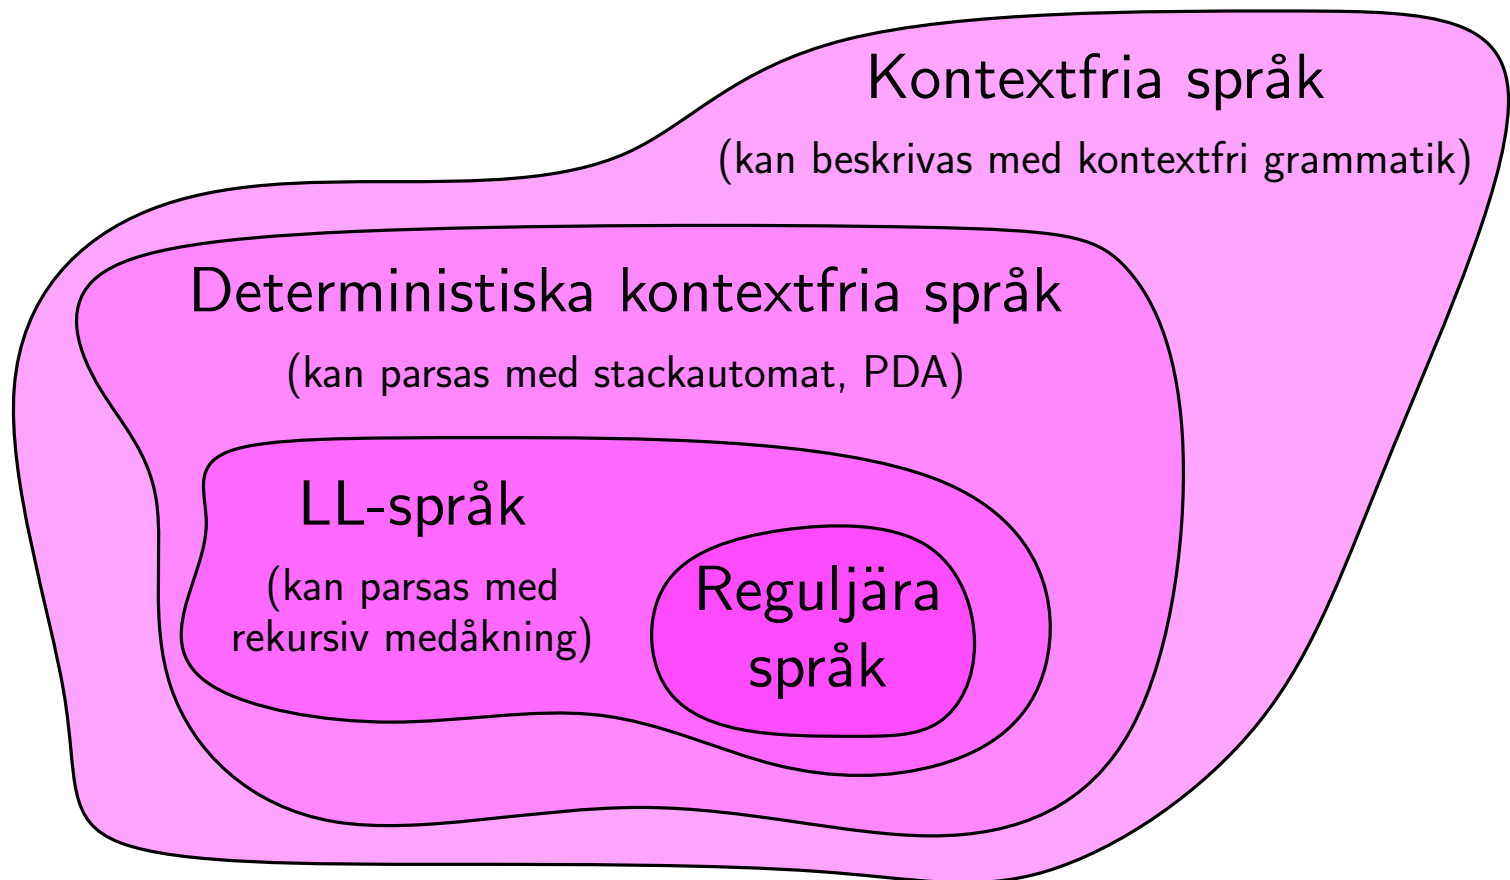 Kontextfria språk
(kan beskrivas med kontextfri grammatik)
Deterministiska kontextfria språk
(kan parsas med stackautomat, PDA)
LL-språk
(kan parsas med
rekursiv medåkning)
Reguljära
språk